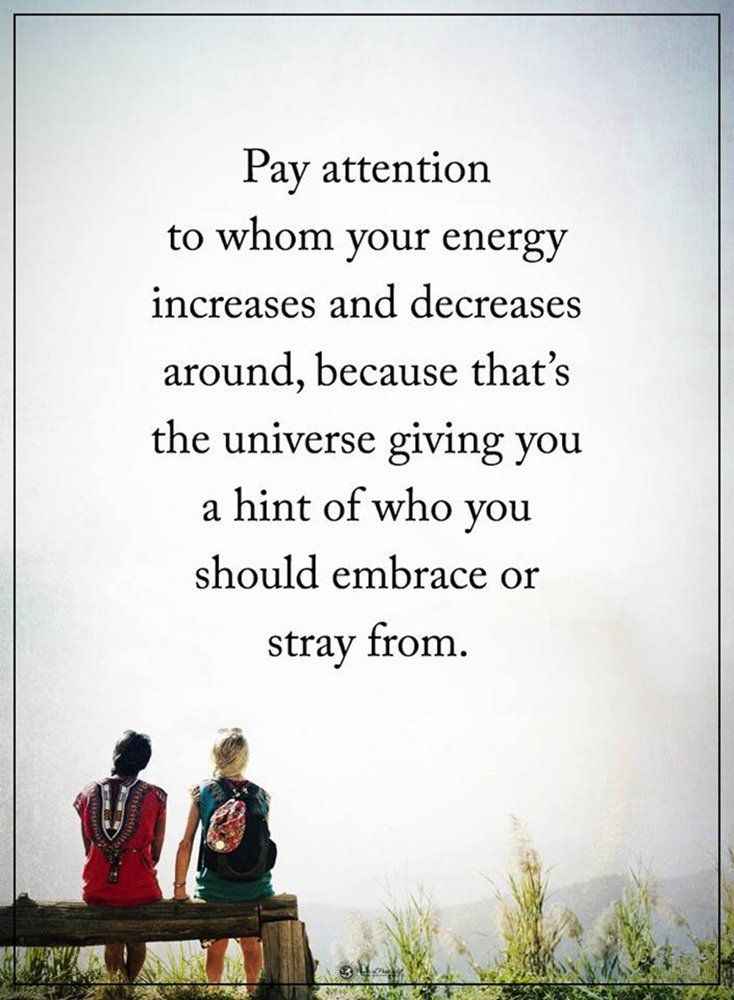 Pay attention
to whom your energy
increases and decreases
around, because that’s
the universe giving you
a hint of who you
should embrace or
stray from.